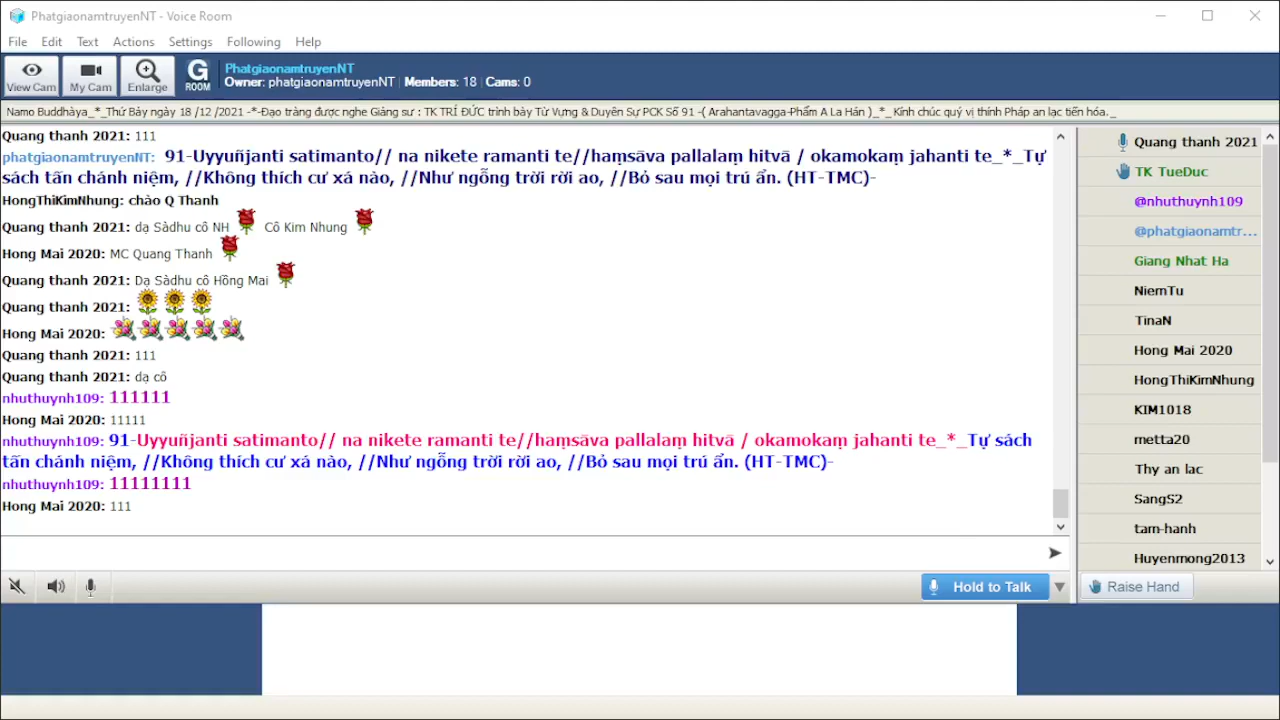 PhatgiaonamtruyenNT - Voice Room
File Edit Text Actions Settings Following Help
View Cam
My Cam
Enlarge
G
ROOM
PhatgiaonamtruyenNT
Owner: phatgiaonamtruyenNT Members: 18 Cams: 0
Namo Buddhàya_*_Thứ Bảy ngày 18 /12 /2021 -*-Đạo tràng được nghe Giảng sư : TK TRÍ ĐỨC trình bày Từ Vựng & Duyên Sự PCK Số 91 -( Arahantavagga-Phẩm A La Hán )_*_.Kính chúc quý vị thính Pháp an lạc tiến hóa._
Quang thanh 2021: 111
phatgiaonamtruyenNT: 91-Uyyuñjanti satimanto// na nikete ramanti te//haṃsāva pallalaṃ hitvā / okamokaṃ jahanti te_*_Tự
sách tấn chánh niệm, //Không thích cư xá nào, //Như ngỗng trời rời ao, //Bỏ sau mọi trú ẩn. (HT-TMC)-
HongThiKimNhung: chào Q Thanh
Quang thanh 2021: dạ Sàdhu cô NH Cô Kim Nhung
Hong Mai 2020: MC Quang Thanh
Quang thanh 2021: Dạ Sàdhu cô Hồng Mai
Quang thanh 2021:
Hong Mai 2020:
Quang thanh 2021: 111
Quang thanh 2021: dạ cô
nhuthuynh109: 111111
Hong Mai 2020: 11111
nhuthuynh109: 91-Uyyuñjanti satimanto// na nikete ramanti te//haṃsāva pallalaṃ hitvā / okamokaṃ jahanti te_*_Tự sách
tấn chánh niệm, //Không thích cư xá nào, //Như ngỗng trời rời ao, //Bỏ sau mọi trú ẩn. (HT-TMC)-
nhuthuynh109: 11111111
Hong Mai 2020: 111
Quang thanh 2021
TK TueDuc
@nhuthuynh109
@phatgiaonamtr...
Giang Nhat Ha
NiemTu
TinaN
Hong Mai 2020
HongThiKimNhung
KIM1018
metta20
Thy an lac
SangS2
tam-hanh
Huyenmong2013
Hold to Talk
Raise Hand